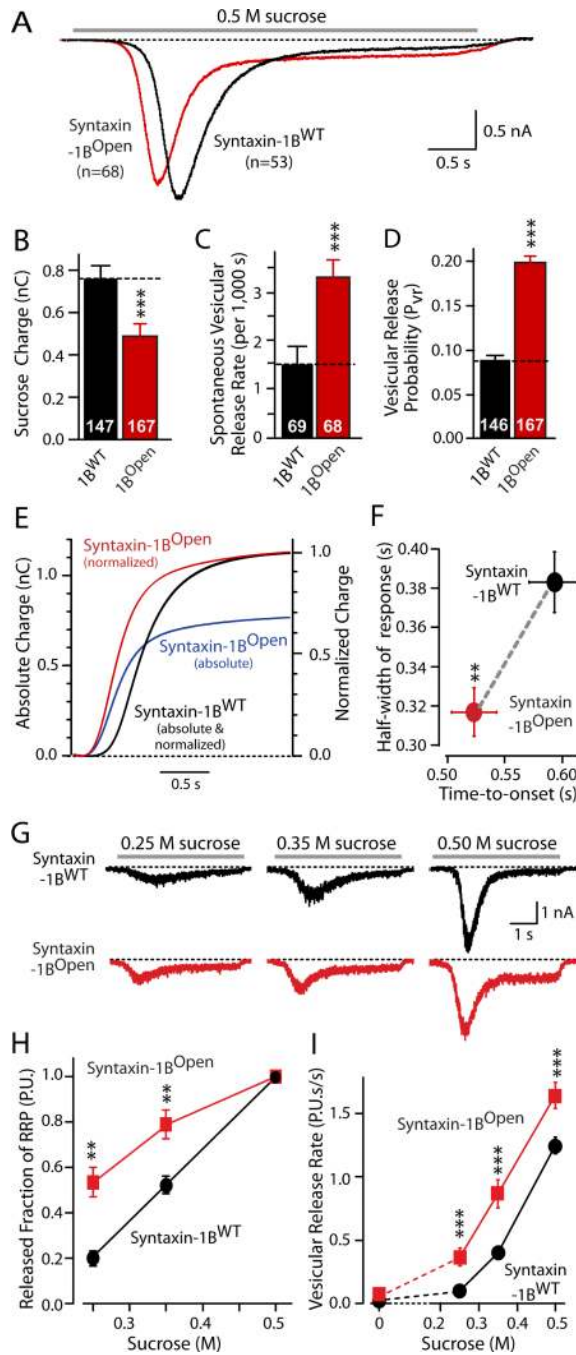 A
0.5 M sucrose
Syntaxin
-1BOpen
(n=68)
Syntaxin-1BWT
(n=53)
0.5 nA
0.5 s
B
Sucrose Charge (nC)
0.8
0.6
0.4
0.2
0.0
***
147
167
1BWT
1BOpen
C
Spontaneous Vesicular
Release Rate (per 1,000 s)
3
2
1
0
***
69
68
1BWT
1BOpen
D
Vesicular Release
Probability (Pvr)
0.20
0.15
0.10
0.05
0.00
***
146
167
1BWT
1BOpen
E
Absolute Charge (nC)
1.0
0.5
0.0
Syntaxin-1BOpen
(normalized)
Syntaxin-1BOpen
(absolute)
Syntaxin-1BWT
(absolute &
normalized)
0.5 s
1.0
0.5
0.0
Normalized Charge
F
Half-width of response (s)
0.40
0.38
0.36
0.34
0.32
0.30
Syntaxin
-1BWT
**
Syntaxin
-1BOpen
0.50
0.55
0.60
Time-to-onset (s)
G
0.25 M sucrose
0.35 M sucrose
0.50 M sucrose
Syntaxin
-1BWT
1 nA
1 s
Syntaxin
-1BOpen
H
Released Fraction of RRP (P.U.)
1.0
0.8
0.6
0.4
0.2
0.0
Syntaxin-1BOpen
**
**
Syntaxin-1BWT
0.3
0.4
0.5
Sucrose (M)
I
Vesicular Release Rate (P.U.s/s)
1.5
1.0
0.5
0.0
Syntaxin-1BOpen
***
***
***
Syntaxin
-1BWT
0
0.2
0.3
0.4
0.5
Sucrose (M)